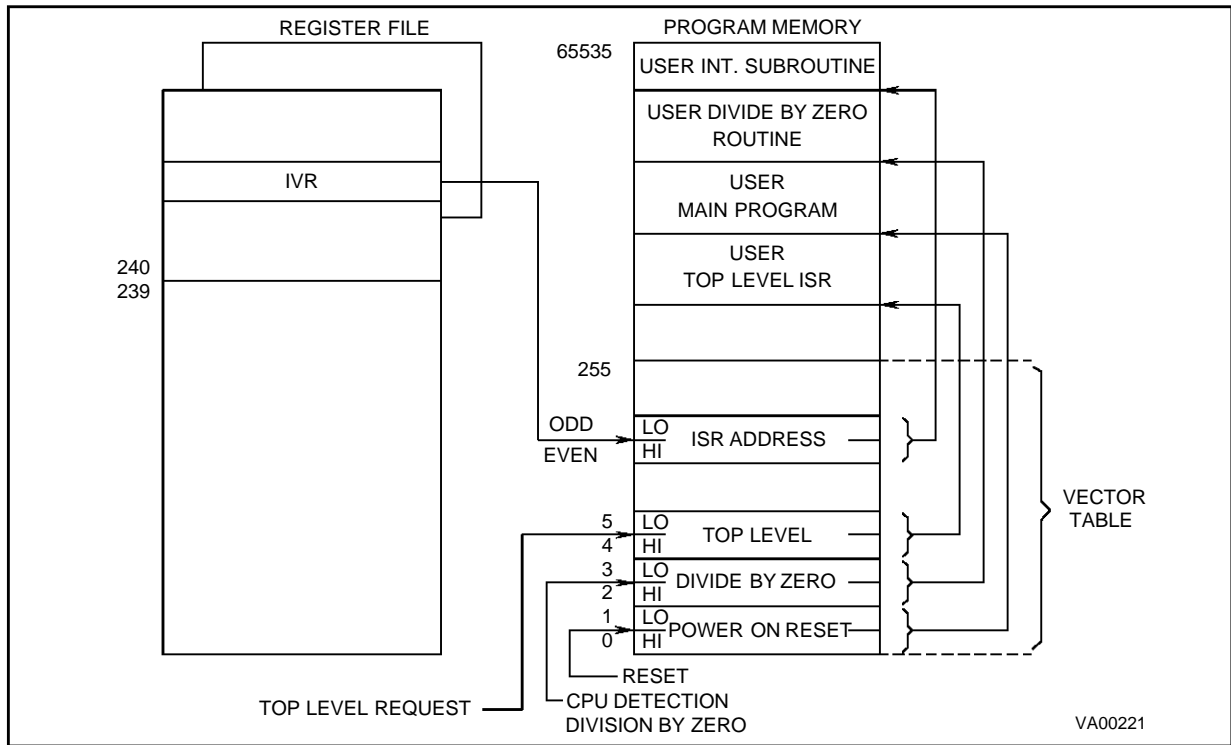 REGISTER FILE
IVR
240
239
PROGRAM MEMORY
65535
USER INT. SUBROUTINE
USER DIVIDE BY ZERO
ROUTINE
USER
MAIN PROGRAM
USER
TOP LEVEL ISR
255
ODD
EVEN
LO
HI
ISR ADDRESS
5
4
LO
HI
TOP LEVEL
3
2
LO
HI
DIVIDE BY ZERO
1
0
LO
HI
POWER ON RESET
VECTOR
TABLE
RESET
TOP LEVEL REQUEST
CPU DETECTION
DIVISION BY ZERO
VA00221